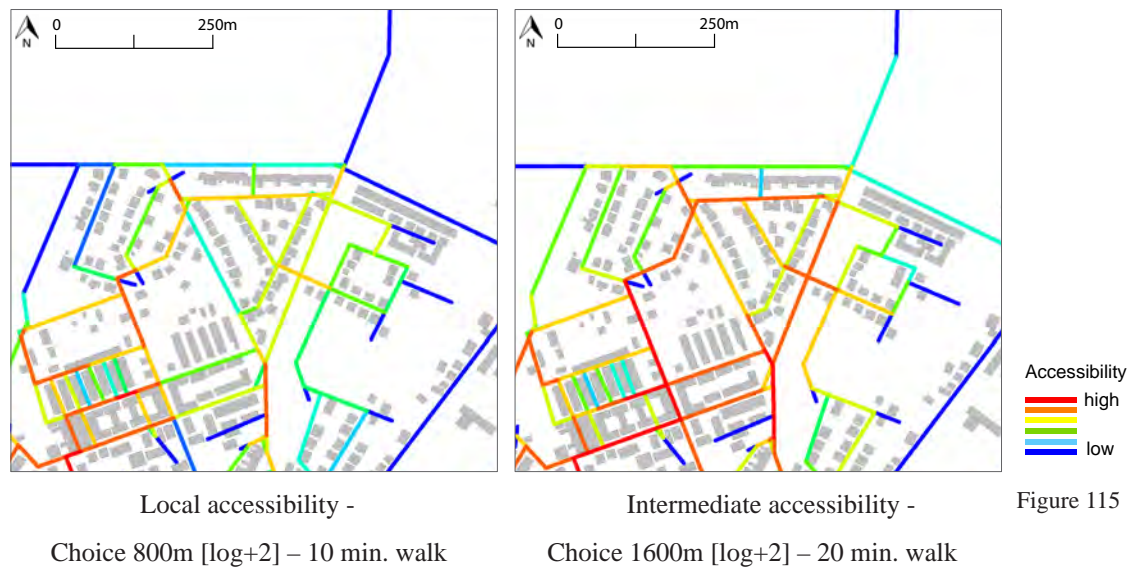 0 250m
N
0 250m
N
Accessibility
high
low
Local accessibility -
Choice 800m [log+2] – 10 min. walk
Intermediate accessibility -
Choice 1600m [log+2] – 20 min. walk
Figure 115